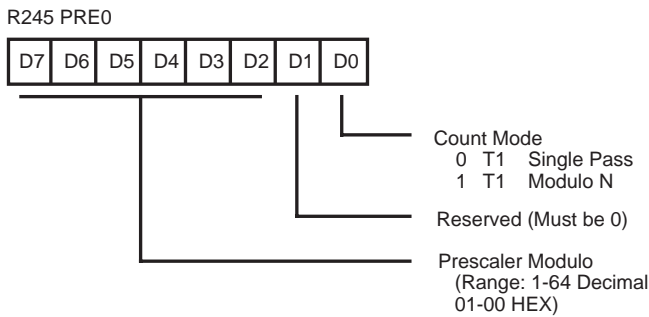 R245 PRE0
D7 D6 D5 D4 D3 D2 D1 D0
Count Mode
0 T1 Single Pass
1 T1 Modulo N
Reserved (Must be 0)
Prescaler Modulo
(Range: 1-64 Decimal
01-00 HEX)